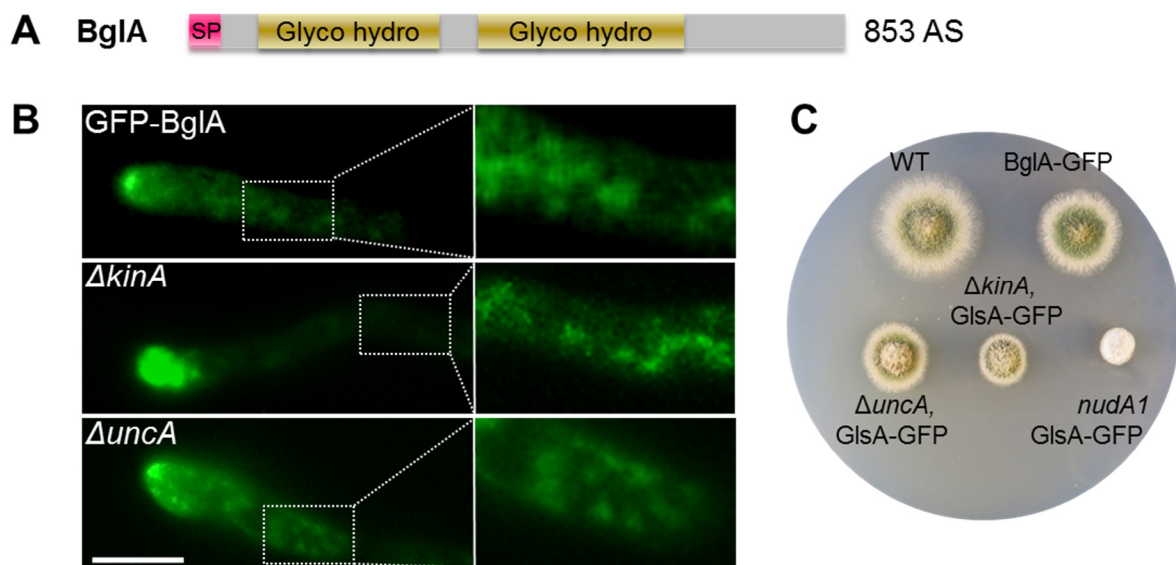 A BglA SP Glyco hydro Glyco hydro 853 AS
B
GFP-BglA
ΔkinA
ΔuncA
C
WT BglA-GFP
ΔkinA,
GlsA-GFP
ΔuncA,
GlsA-GFP
nudA1
GlsA-GFP